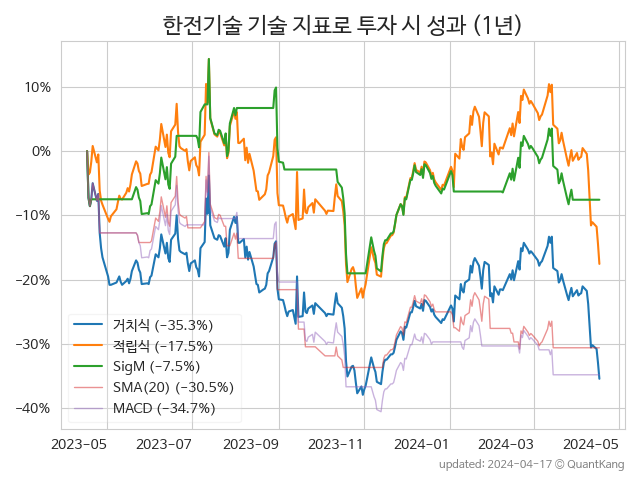 한전기술 기술 지표로 투자 시 성과 (1년)
10%
0%
−10%
−20%
−30%
−40%
거치식 (−35.3%)
적립식 (−17.5%)
SigM (−7.5%)
SMA(20) (−30.5%)
MACD (−34.7%)
2023-05 2023-07 2023-09 2023-11 2024-01 2024-03 2024-05
updated: 2024-04-17 © QuantKang